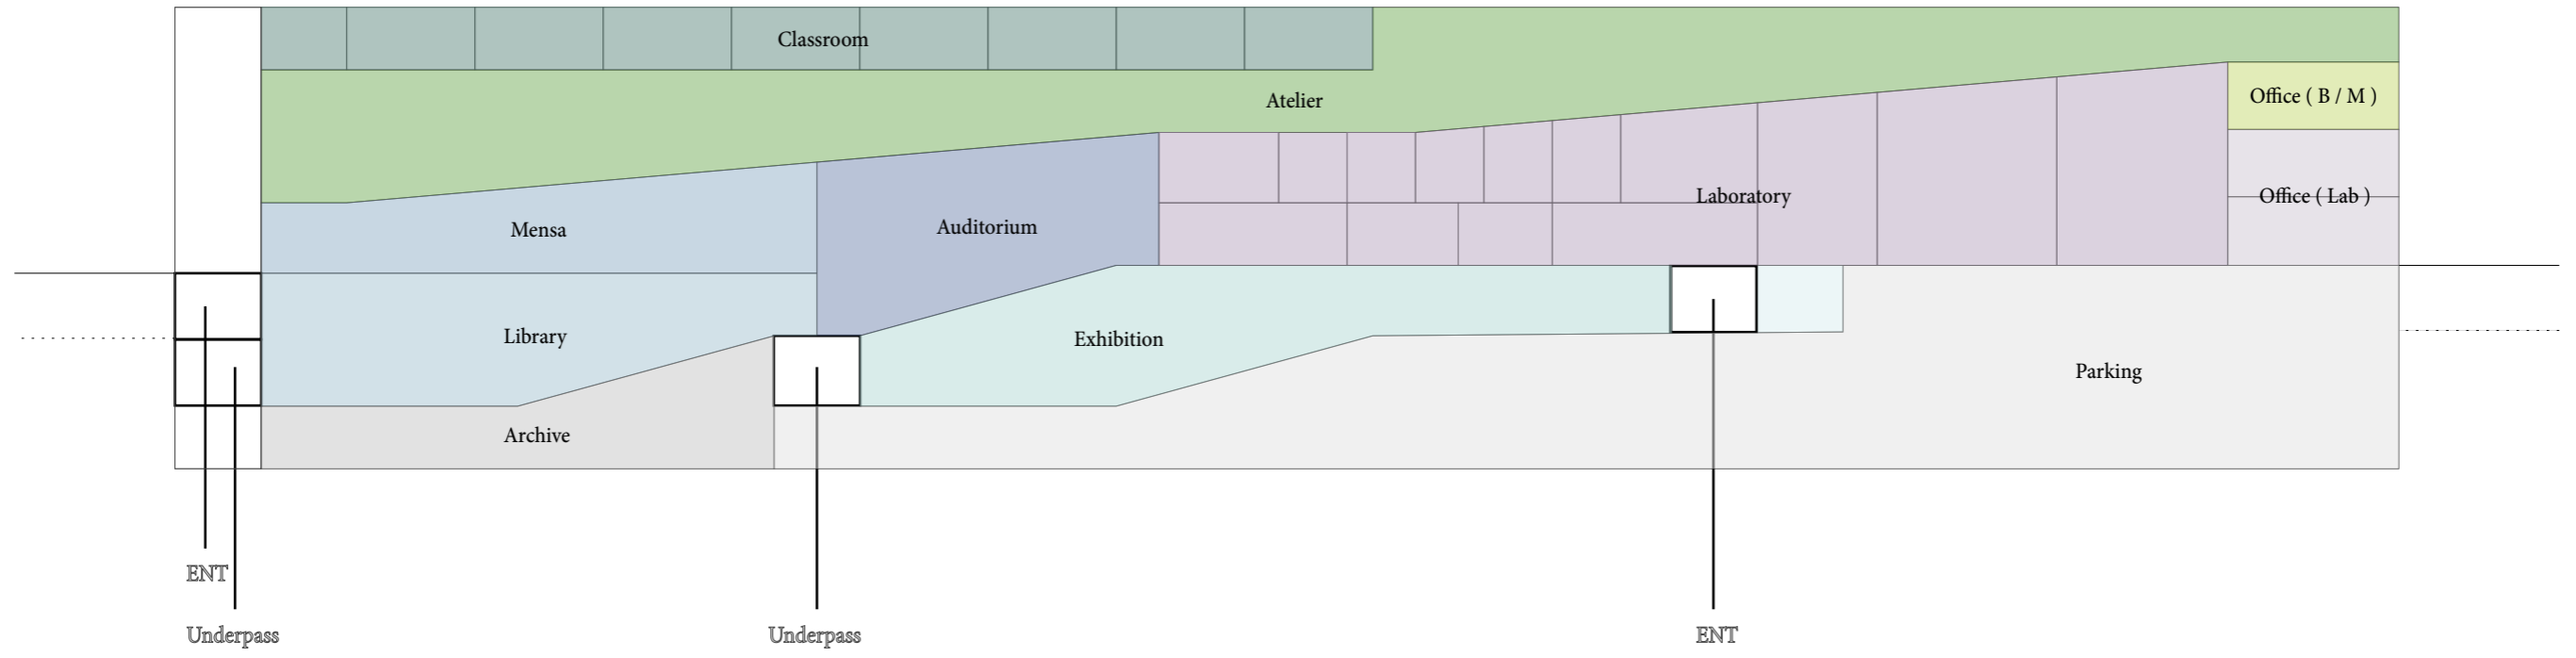 Classroom
Office ( B / M )
Atelier
Laboratory
Office ( Lab )
Mensa
Auditorium
Library
Exhibition
Parking
Archive
ENT
Underpass
Underpass
ENT